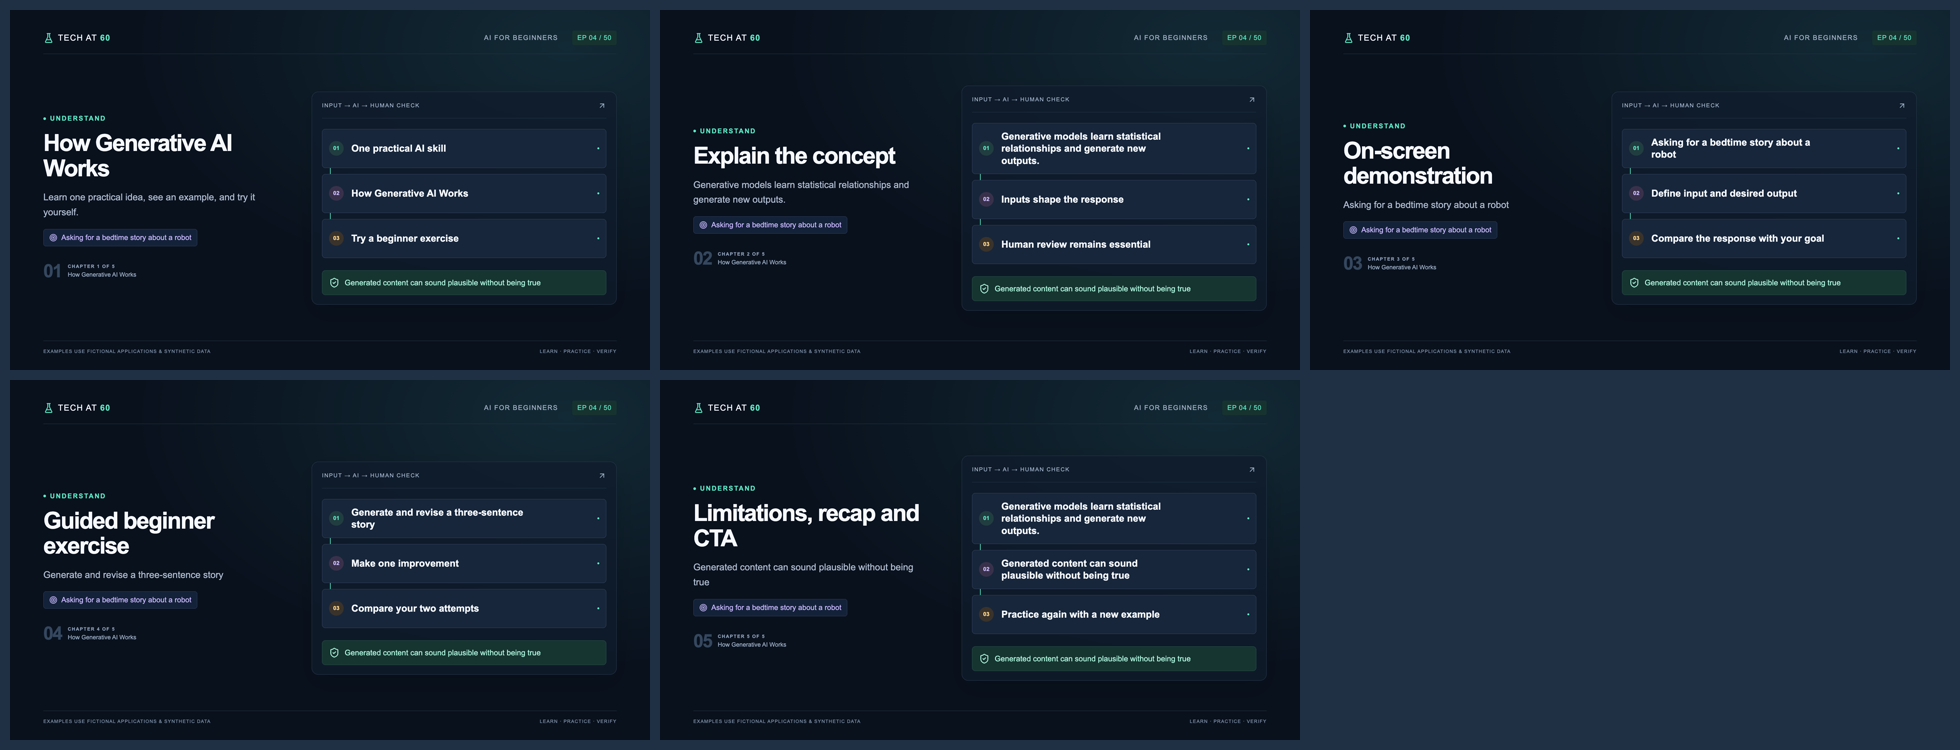 TECH AT 60
AI FOR BEGINNERS
EP 04 / 50
UNDERSTAND
How Generative AI
Works
Learn one practical idea, see an example, and try it
yourself.
Asking for a bedtime story about a robot
01
CHAPTER 1 OF 5
How Generative AI Works
INPUT → AI → HUMAN CHECK
01
One practical AI skill
02
How Generative AI Works
03
Try a beginner exercise
Generated content can sound plausible without being true
EXAMPLES USE FICTIONAL APPLICATIONS & SYNTHETIC DATA
LEARN · PRACTICE · VERIFY
TECH AT 60
AI FOR BEGINNERS
EP 04 / 50
UNDERSTAND
Explain the concept
Generative models learn statistical relationships and
generate new outputs.
Asking for a bedtime story about a robot
02
CHAPTER 2 OF 5
How Generative AI Works
INPUT → AI → HUMAN CHECK
01
Generative models learn statistical
relationships and generate new
outputs.
02
Inputs shape the response
03
Human review remains essential
Generated content can sound plausible without being true
EXAMPLES USE FICTIONAL APPLICATIONS & SYNTHETIC DATA
LEARN · PRACTICE · VERIFY
TECH AT 60
AI FOR BEGINNERS
EP 04 / 50
UNDERSTAND
On-screen
demonstration
Asking for a bedtime story about a robot
Asking for a bedtime story about a robot
03
CHAPTER 3 OF 5
How Generative AI Works
INPUT → AI → HUMAN CHECK
01
Asking for a bedtime story about a
robot
02
Define input and desired output
03
Compare the response with your goal
Generated content can sound plausible without being true
EXAMPLES USE FICTIONAL APPLICATIONS & SYNTHETIC DATA
LEARN · PRACTICE · VERIFY
TECH AT 60
AI FOR BEGINNERS
EP 04 / 50
UNDERSTAND
Guided beginner
exercise
Generate and revise a three-sentence story
Asking for a bedtime story about a robot
04
CHAPTER 4 OF 5
How Generative AI Works
INPUT → AI → HUMAN CHECK
01
Generate and revise a three-sentence
story
02
Make one improvement
03
Compare your two attempts
Generated content can sound plausible without being true
EXAMPLES USE FICTIONAL APPLICATIONS & SYNTHETIC DATA
LEARN · PRACTICE · VERIFY
TECH AT 60
AI FOR BEGINNERS
EP 04 / 50
UNDERSTAND
Limitations, recap and
CTA
Generated content can sound plausible without being
true
Asking for a bedtime story about a robot
05
CHAPTER 5 OF 5
How Generative AI Works
INPUT → AI → HUMAN CHECK
01
Generative models learn statistical
relationships and generate new
outputs.
02
Generated content can sound
plausible without being true
03
Practice again with a new example
Generated content can sound plausible without being true
EXAMPLES USE FICTIONAL APPLICATIONS & SYNTHETIC DATA
LEARN · PRACTICE · VERIFY